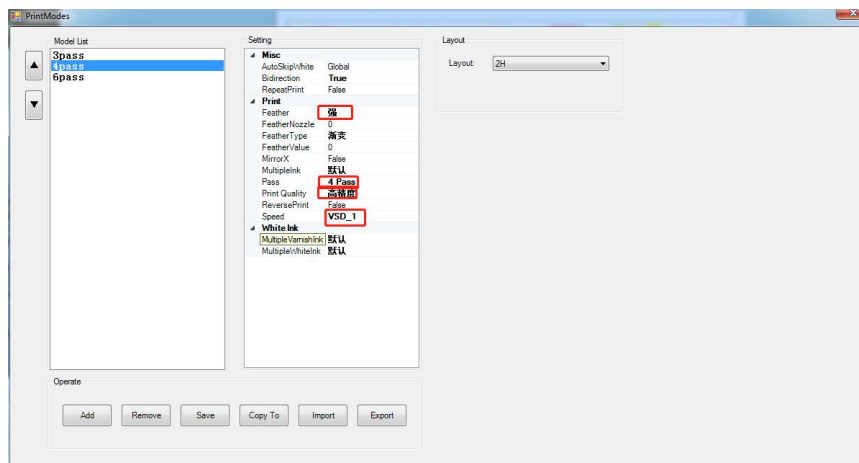 PrintModes
Model List
3pass
4pass
6pass
Setting
Misc
AutoSkipWhite Global
Bidirection True
RepeatPrint False
Print
Feather 强
FeatherNozzle 0
FeatherType 渐变
FeatherValue 0
MirrorX False
MultipleInk 默认
Pass 4 Pass
Print Quality 高精度
ReversePrint False
Speed VSD_1
White Ink
MultipleVarnishInk 默认
MultipleWhiteInk 默认
Layout
Layout: 2H
Operate
Add Remove Save Copy To Import Export